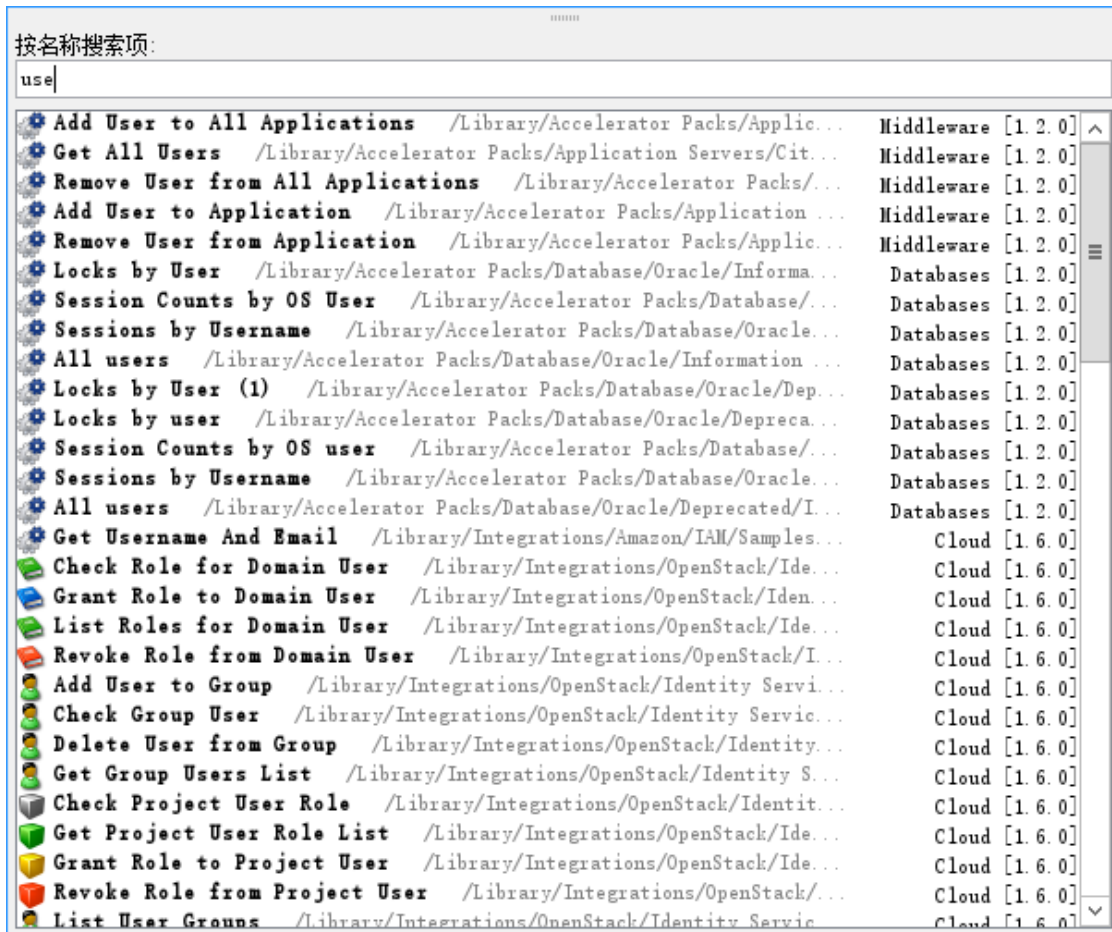 按名称搜索项:
use
Add User to All Applications /Library/Accelerator Packs/Applic... Middleware [1.2.0]
Get All Users /Library/Accelerator Packs/Application Servers/Cit... Middleware [1.2.0]
Remove User from All Applications /Library/Accelerator Packs/... Middleware [1.2.0]
Add User to Application /Library/Accelerator Packs/Application ... Middleware [1.2.0]
Remove User from Application /Library/Accelerator Packs/Applic... Middleware [1.2.0]
Locks by User /Library/Accelerator Packs/Database/Oracle/Informa... Databases [1.2.0]
Session Counts by OS User /Library/Accelerator Packs/Database/... Databases [1.2.0]
Sessions by Username /Library/Accelerator Packs/Database/Oracle... Databases [1.2.0]
All users /Library/Accelerator Packs/Database/Oracle/Information ... Databases [1.2.0]
Locks by User (1) /Library/Accelerator Packs/Database/Oracle/Dep... Databases [1.2.0]
Locks by user /Library/Accelerator Packs/Database/Oracle/Depreca... Databases [1.2.0]
Session Counts by OS user /Library/Accelerator Packs/Database/... Databases [1.2.0]
Sessions by Username /Library/Accelerator Packs/Database/Oracle... Databases [1.2.0]
All users /Library/Accelerator Packs/Database/Oracle/Deprecated/I... Databases [1.2.0]
Get Username And Email /Library/Integrations/Amazon/IAM/Samples... Cloud [1.6.0]
Check Role for Domain User /Library/Integrations/OpenStack/Ide... Cloud [1.6.0]
Grant Role to Domain User /Library/Integrations/OpenStack/Iden... Cloud [1.6.0]
List Roles for Domain User /Library/Integrations/OpenStack/Ide... Cloud [1.6.0]
Revoke Role from Domain User /Library/Integrations/OpenStack/I... Cloud [1.6.0]
Add User to Group /Library/Integrations/OpenStack/Identity Servi... Cloud [1.6.0]
Check Group User /Library/Integrations/OpenStack/Identity Servic... Cloud [1.6.0]
Delete User from Group /Library/Integrations/OpenStack/Identity... Cloud [1.6.0]
Get Group Users List /Library/Integrations/OpenStack/Identity S... Cloud [1.6.0]
Check Project User Role /Library/Integrations/OpenStack/Identit... Cloud [1.6.0]
Get Project User Role List /Library/Integrations/OpenStack/Ide... Cloud [1.6.0]
Grant Role to Project User /Library/Integrations/OpenStack/Ide... Cloud [1.6.0]
Revoke Role from Project User /Library/Integrations/OpenStack/... Cloud [1.6.0]
List User Groups /Library/Integrations/OpenStack/Identity Servic... Cloud [1.6.0]